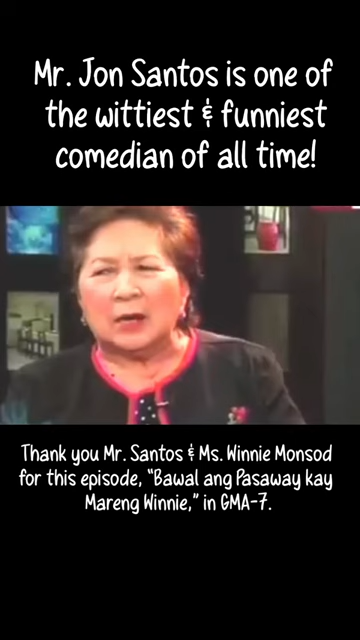 Mr. Jon Santos is one of
the wittiest & funniest
comedian of all time!
Thank you Mr. Santos & Ms. Winnie Monsod
for this episode, “Bawal ang Pasaway kay
Mareng Winnie,” in GMA-7.